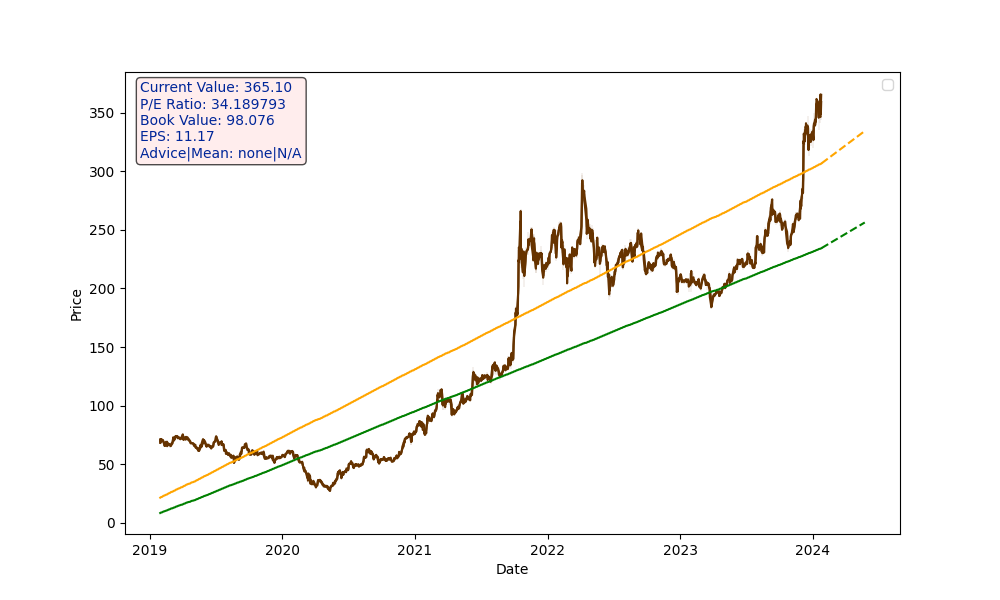 Current Value: 365.10
P/E Ratio: 34.189793
Book Value: 98.076
EPS: 11.17
Advice|Mean: none|N/A
350
300
250
200
150
100
50
0
Price
2019 2020 2021 2022 2023 2024
Date